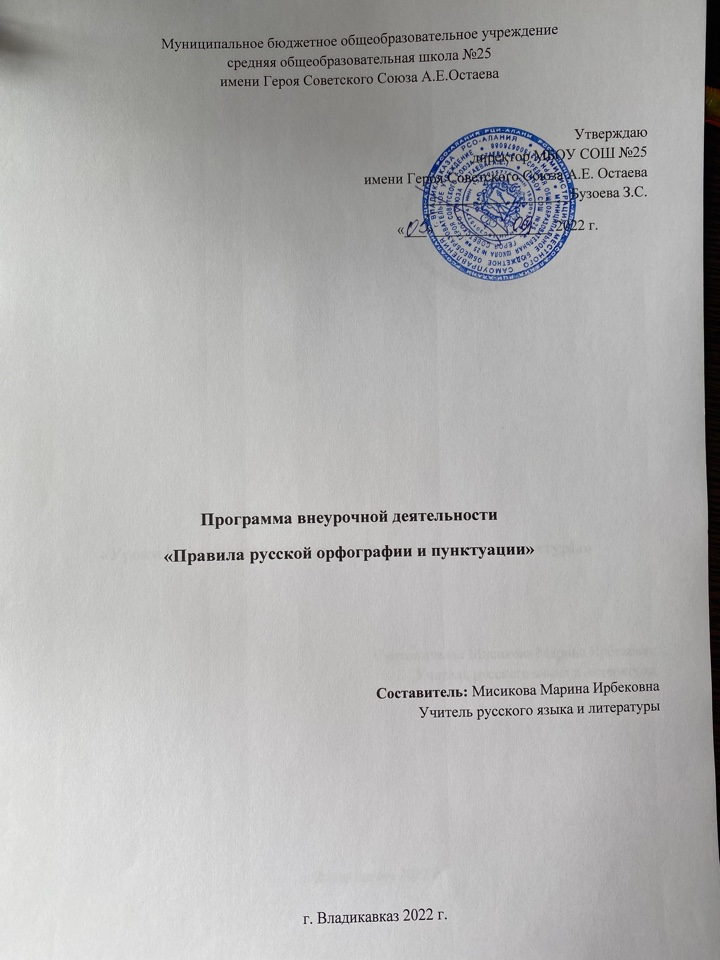 Муниципальное бюджетное общеобразовательное учреждение
средняя общеобразовательная школа №25
имени Героя Советского Союза А.Е.Остаева
Утверждаю
директор МБОУ СОШ №25
имени Героя Советского Союза А.Е. Остаева
Бузоева З.С.
2022 г.
Программа внеурочной деятельности
«Правила русской орфографии и пунктуации»
Составитель: Мисикова Марина Ирбековна
Учитель русского языка и литературы
г. Владикавказ 2022 г.